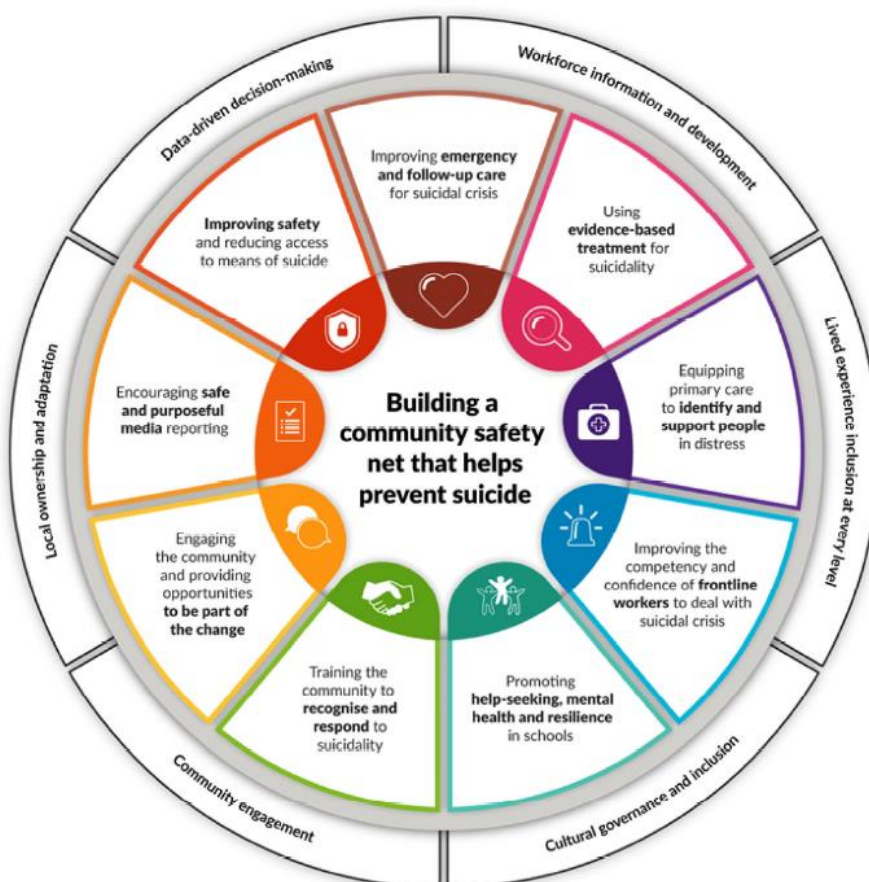 Data-driven decision-making
Workforce information and development
Lived experience inclusion at every level
Cultural governance and inclusion
Community engagement
Local ownership and adaptation
Improving emergency
and follow-up care
for suicidal crisis
Using
evidence-based
treatment for
suicidality
Equipping
primary care
to identify and
support people
in distress
Improving the
competency and
confidence of frontline
workers to deal with
suicidal crisis
Promoting
help-seeking, mental
health and resilience
in schools
Training the
community to
recognise and
respond to
suicidality
Engaging
the community
and providing
opportunities
to be part of
the change
Encouraging safe
and purposeful
media reporting
Improving safety
and reducing access
to means of suicide
Building a
community safety
net that helps
prevent suicide